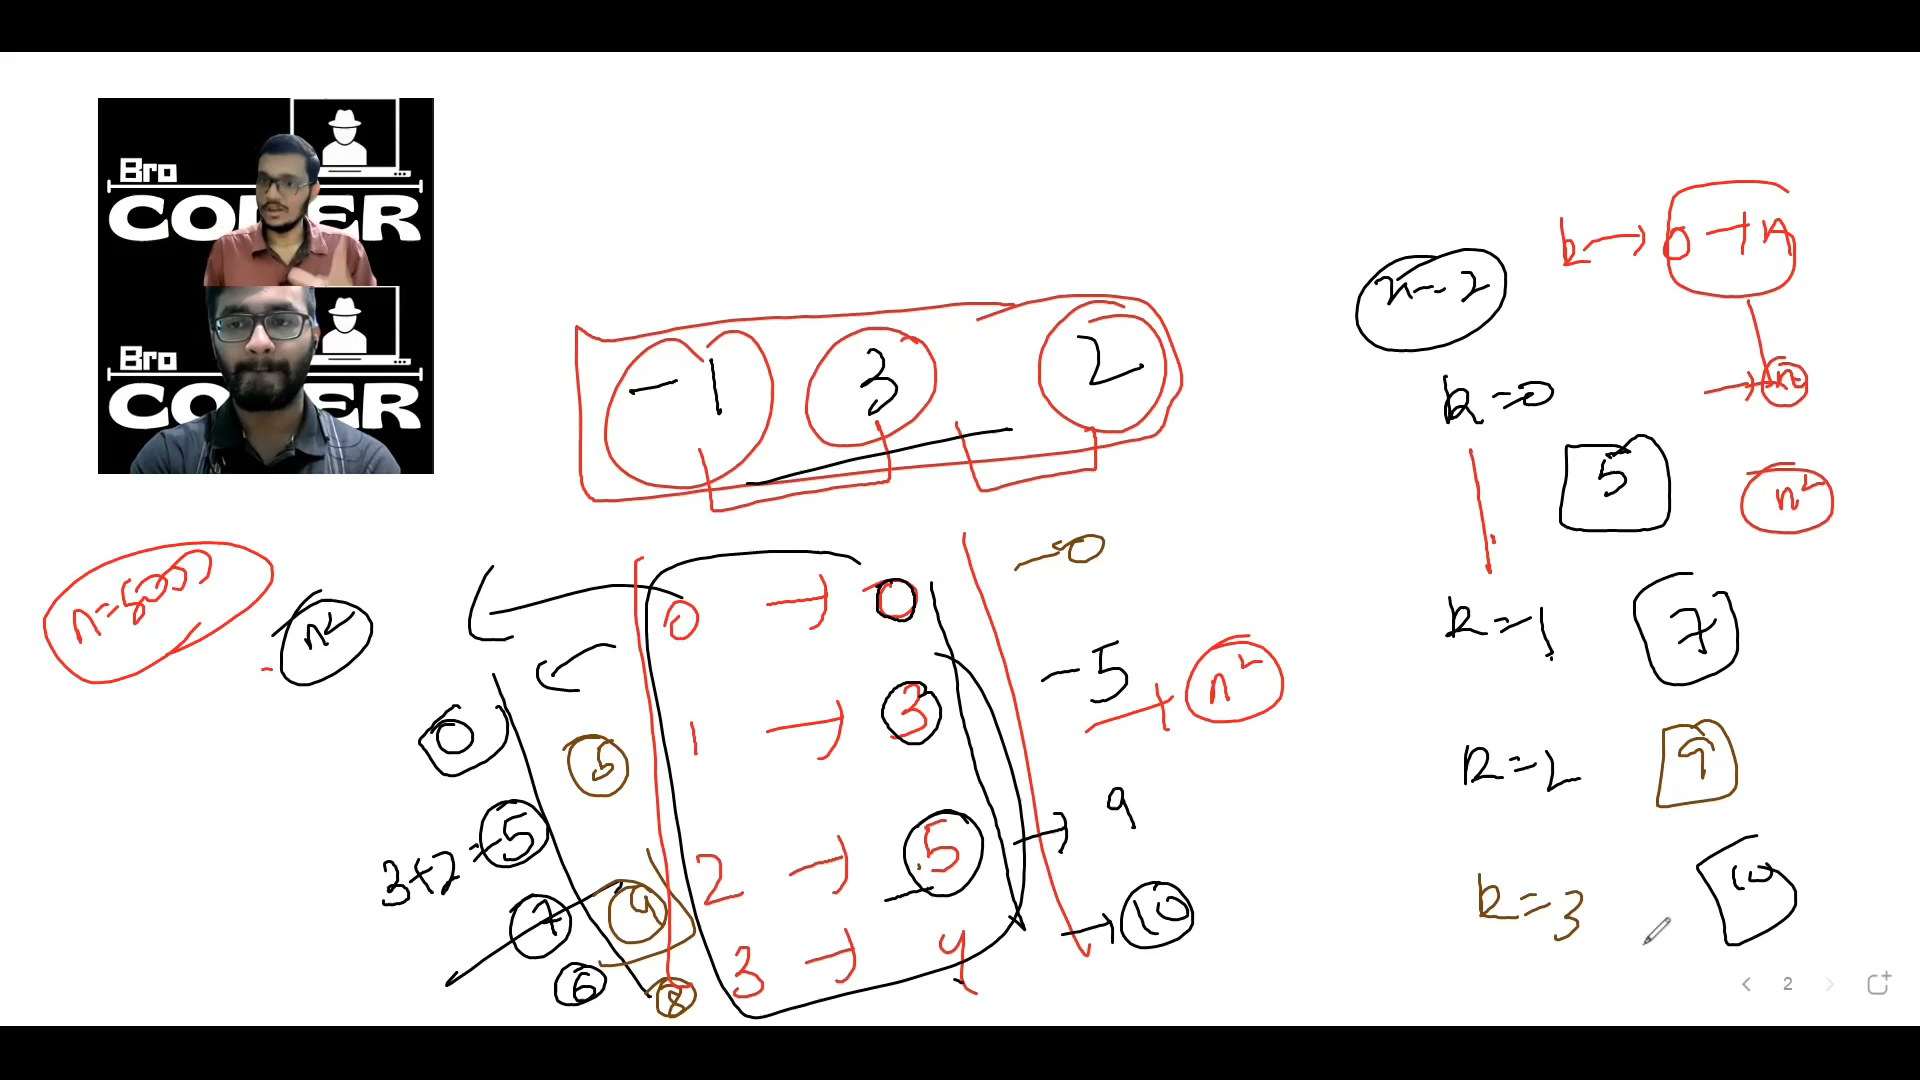 Bro
CODER
Bro
CODER
-1 3 2
k → 0 → n
x = 2
k = 0
5
n²
n = 5000
n²
0 → 0
1 → 3
2 → 5
3 → 4
- 0
- 5
n²
→ 9
→ 10
0
3+2 = 5
7
6
5
9
8
k = 1
7
k = 2
9
k = 3
10
2